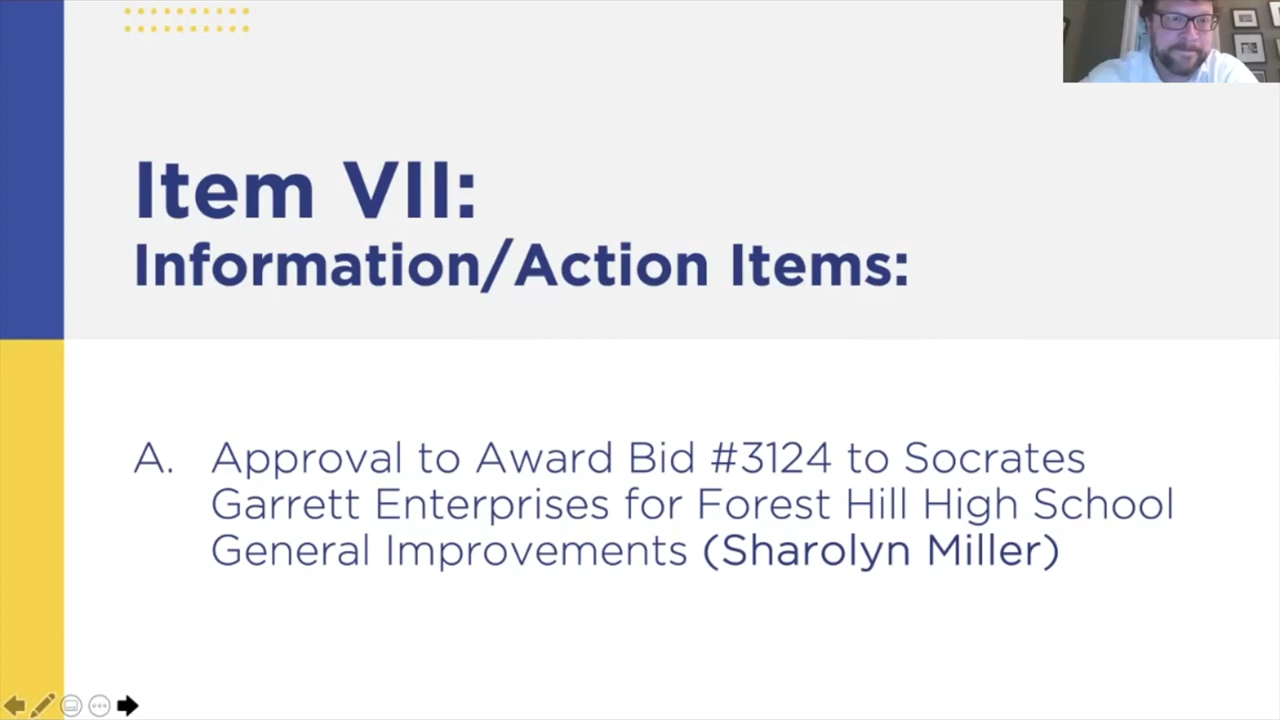 Item VII:
Information/Action Items:
A. Approval to Award Bid #3124 to Socrates
Garrett Enterprises for Forest Hill High School
General Improvements (Sharolyn Miller)